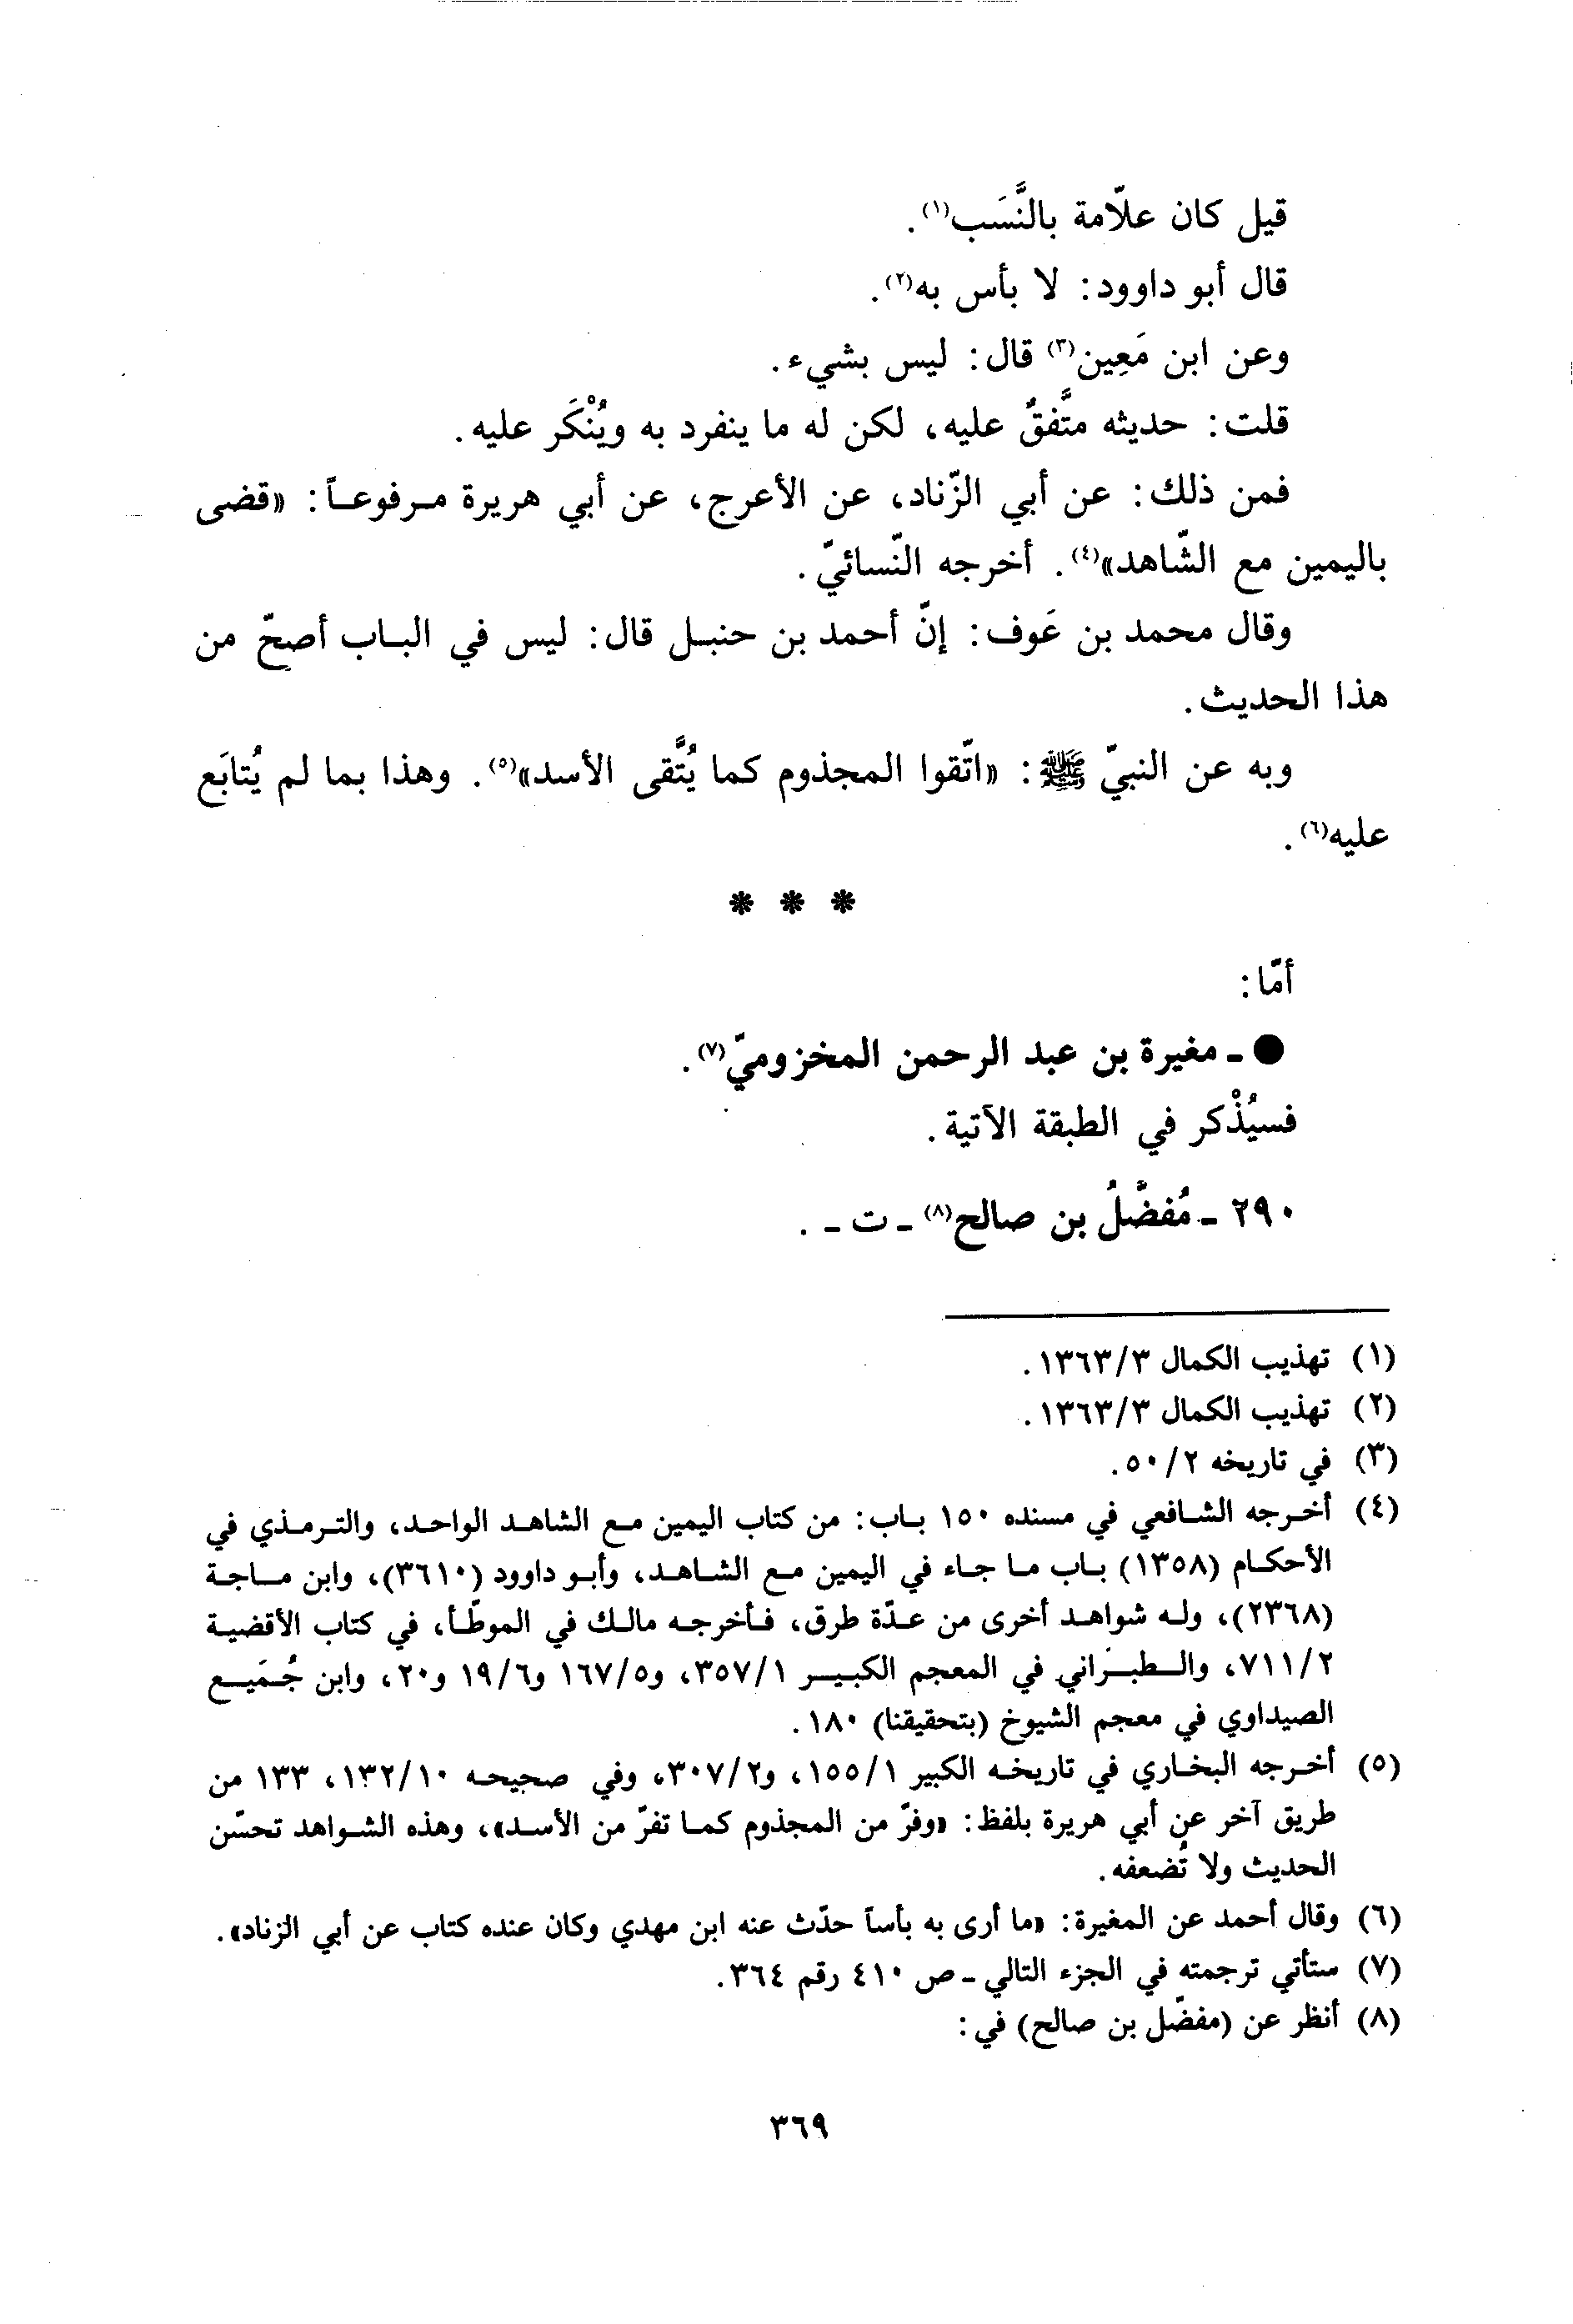 قيل كان علّامة بالنَّسَب(١).
قال أبو داوود: لا بأس به(٢).
وعن ابن مَعِين(٣) قال: ليس بشيء.
قلت: حديثه متَّفقٌ عليه، لكن له ما ينفرد به ويُنْكَر عليه.
فمن ذلك: عن أبي الزّناد، عن الأعرج، عن أبي هريرة مرفوعاً: «قضى
باليمين مع الشّاهد»(٤). أخرجه النّسائيّ.
وقال محمد بن عَوف: إنّ أحمد بن حنبل قال: ليس في الباب أصحّ من
هذا الحديث.
وبه عن النبيّ ﷺ: «اتّقوا المجذوم كما يُتَّقى الأسد»(٥). وهذا بما لم يُتابَع
عليه(٦).
* * *
أمّا:
● ـ مغيرة بن عبد الرحمن المخزوميّ(٧).
فسيُذْكر في الطبقة الآتية.
٢٩٠ ـ مُفضّلُ بن صالح(٨) ـ ت ـ .
(١) تهذيب الكمال ١٣٦٣/٣.
(٢) تهذيب الكمال ١٣٦٣/٣.
(٣) في تاريخه ٥٠/٢.
(٤) أخرجه الشافعي في مسنده ١٥٠ باب: من كتاب اليمين مع الشاهد الواحد، والترمذي في
الأحكام (١٣٥٨) باب ما جاء في اليمين مع الشاهد، وأبو داوود (٣٦١٠)، وابن ماجة
(٢٣٦٨)، وله شواهد أخرى من عدّة طرق، فأخرجه مالك في الموطّأ، في كتاب الأقضية
٧١١/٢، والطبَراني في المعجم الكبير ٣٥٧/١، و١٦٧/٥ و١٩/٦ و٢٠، وابن جُمَيع
الصيداوي في معجم الشيوخ (بتحقيقنا) ١٨٠.
(٥) أخرجه البخاري في تاريخه الكبير ١٥٥/١، و٣٠٧/٢، وفي صحيحه ١٣٢/١٠، ١٣٣ من
طريق آخر عن أبي هريرة بلفظ: «وفرّ من المجذوم كما تفرّ من الأسد»، وهذه الشواهد تحسّن
الحديث ولا تُضعفه.
(٦) وقال أحمد عن المغيرة: «ما أرى به بأساً حدّث عنه ابن مهدي وكان عنده كتاب عن أبي الزناد».
(٧) ستأتي ترجمته في الجزء التالي ـ ص ٤١٠ رقم ٣٦٤.
(٨) أنظر عن (مفضّل بن صالح) في:
٣٦٩